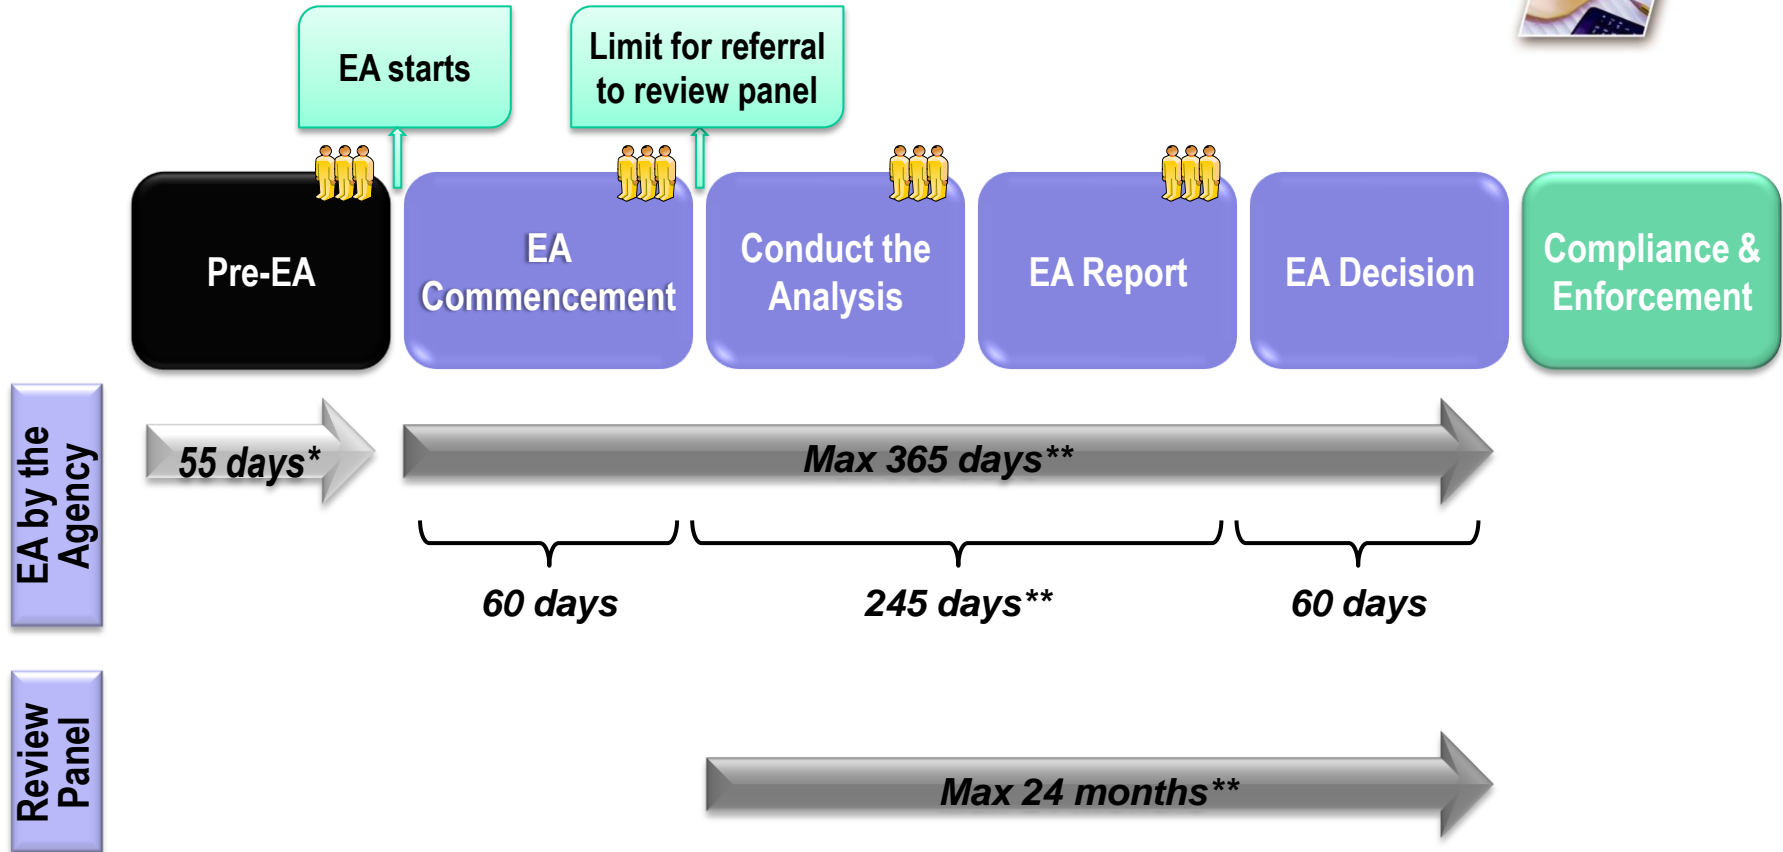 EA starts
Limit for referral
to review panel
Pre-EA
EA
Commencement
Conduct the
Analysis
EA Report
EA Decision
Compliance &
Enforcement
EA by the
Agency
55 days*
Max 365 days**
60 days
245 days**
60 days
Review
Panel
Max 24 months**